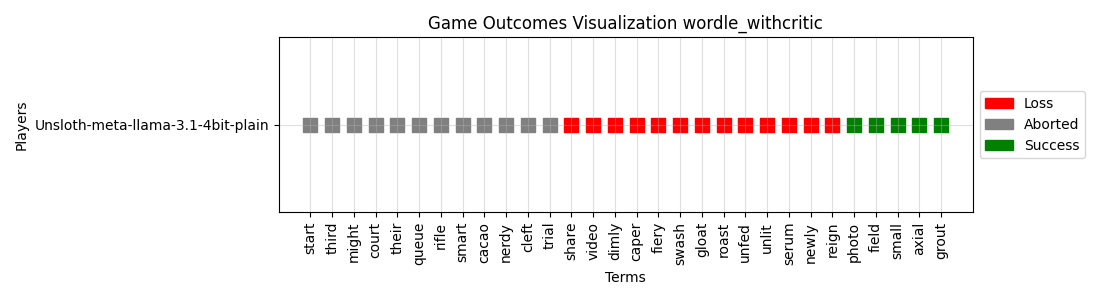 Game Outcomes Visualization wordle_withcritic
Players
Unsloth-meta-llama-3.1-4bit-plain
Loss
Aborted
Success
start
third
might
court
their
queue
rifle
smart
cacao
nerdy
cleft
trial
share
video
dimly
caper
fiery
swash
gloat
roast
unfed
unlit
serum
newly
reign
photo
field
small
axial
grout
Terms